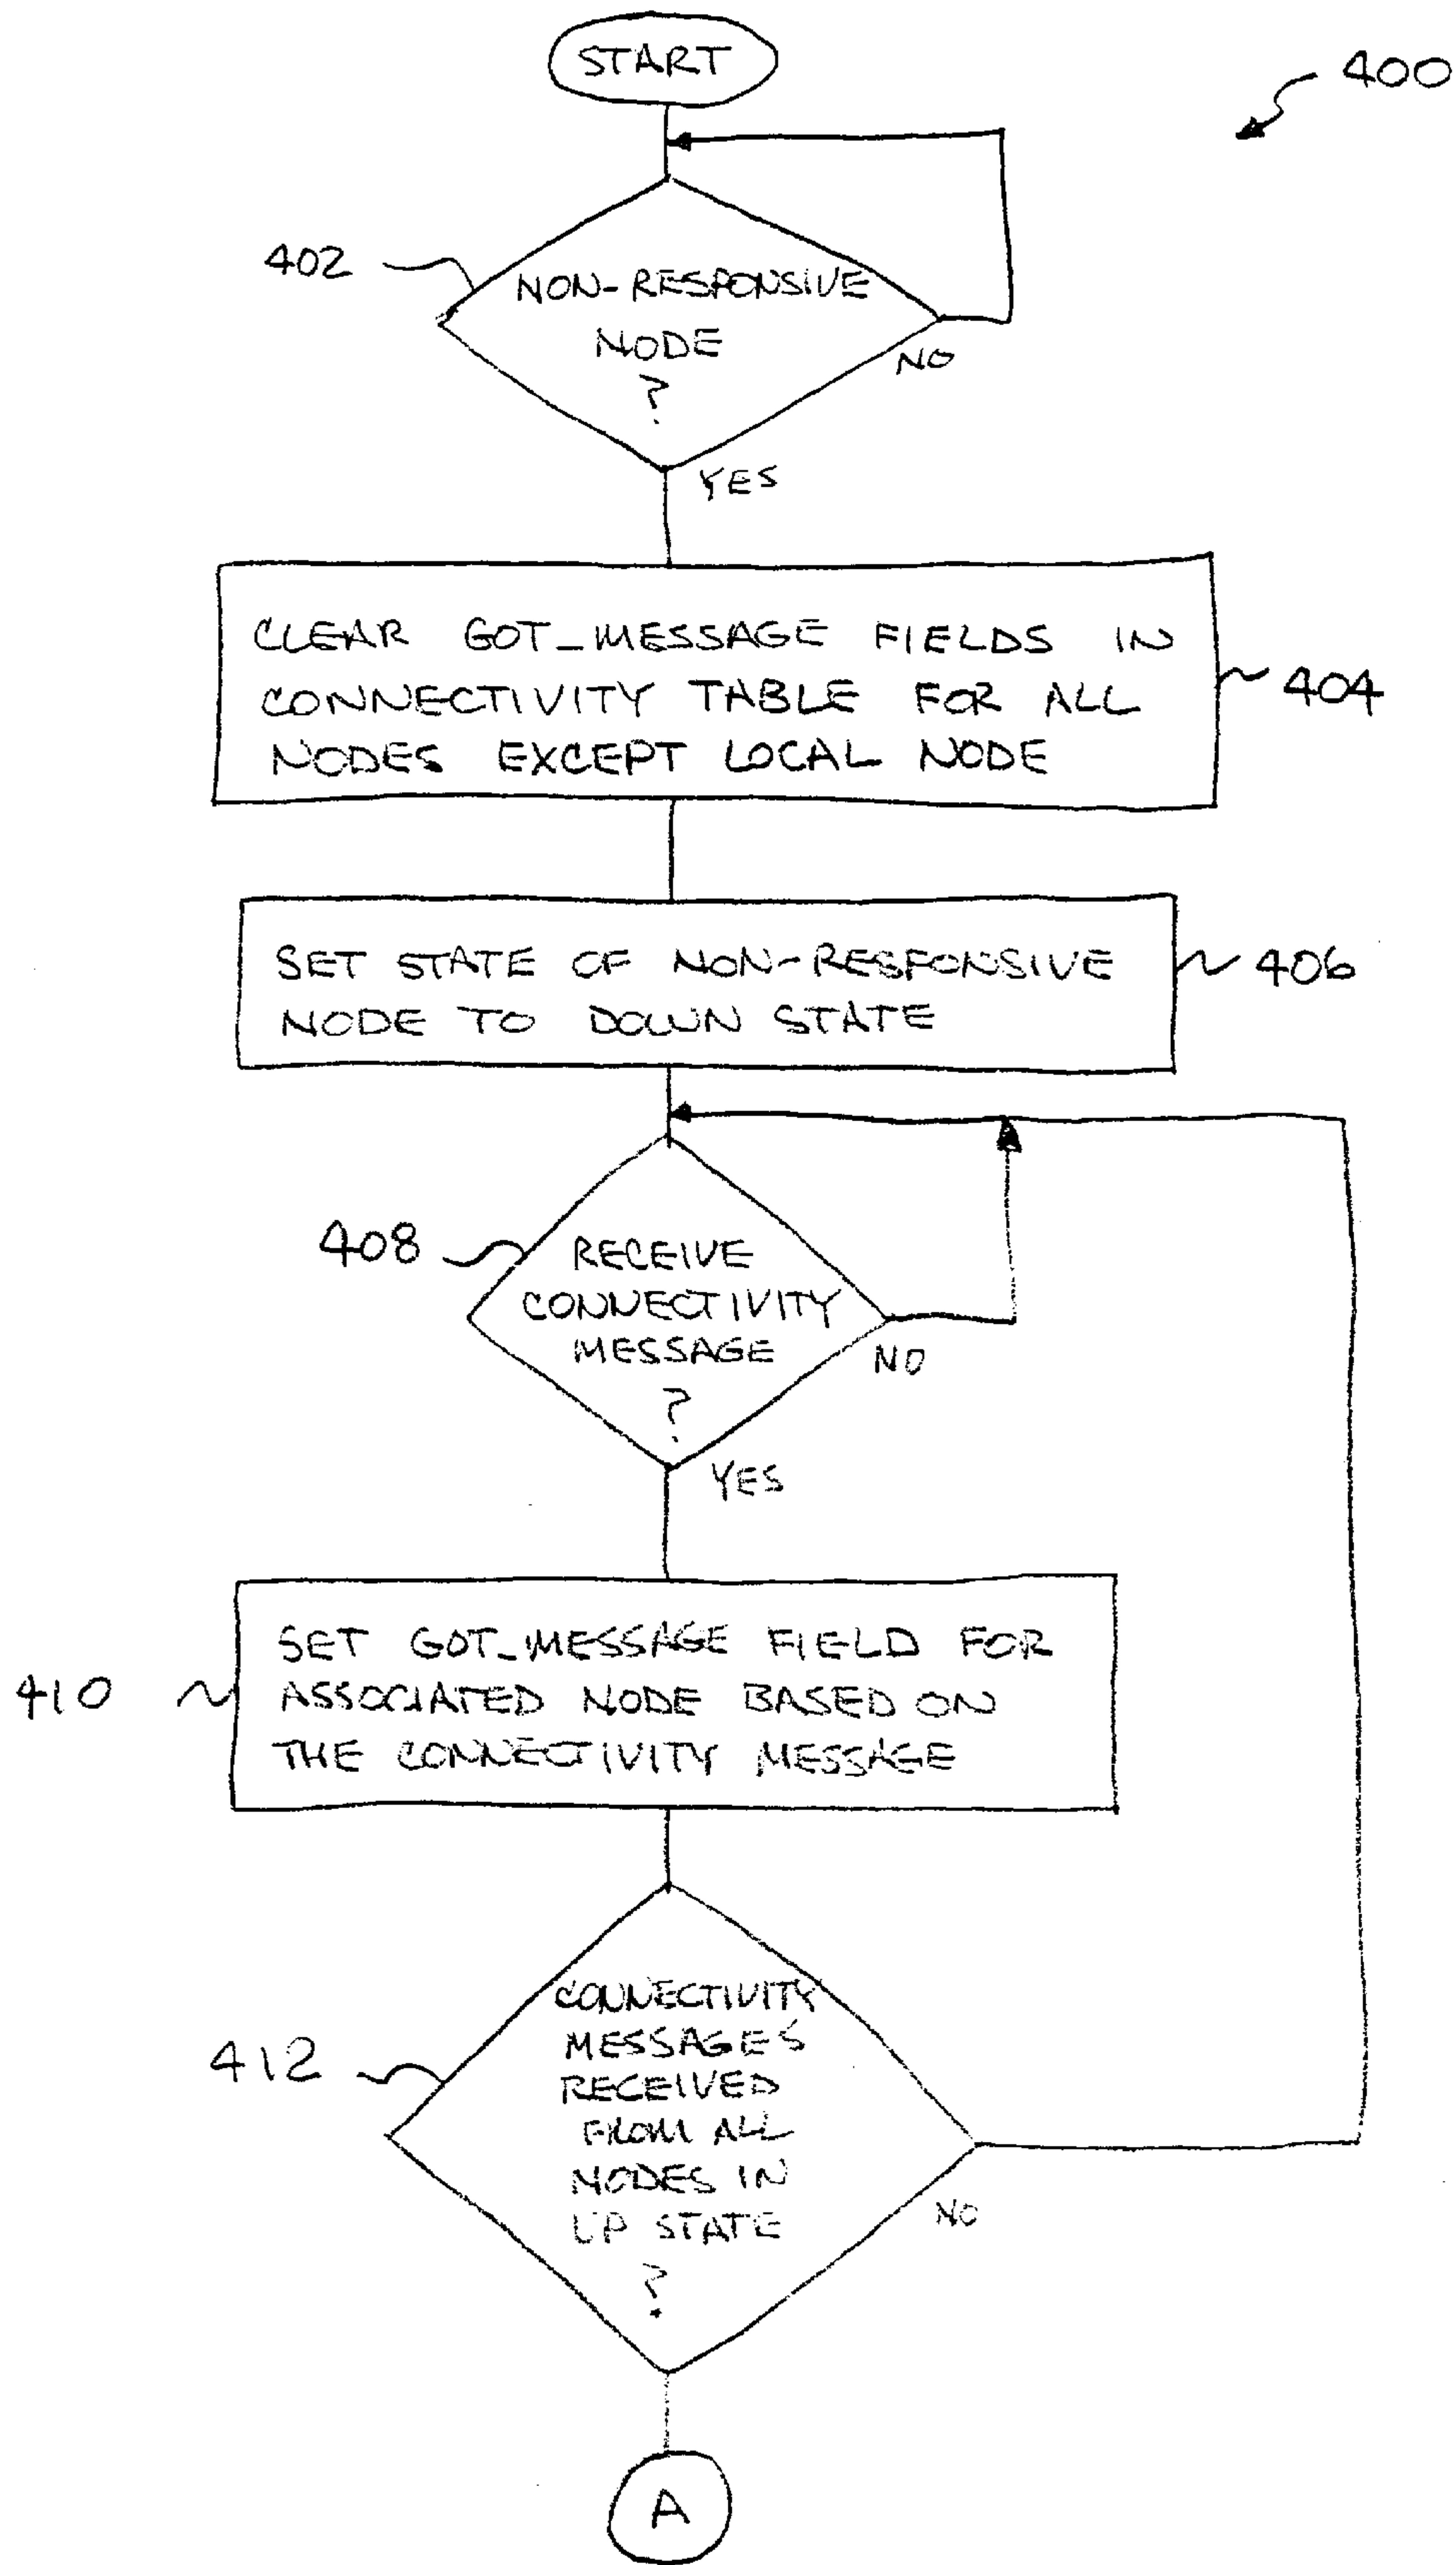 START
400
402
NON-RESPONSIVE
NODE
?
NO
YES
CLEAR GOT_MESSAGE FIELDS IN
CONNECTIVITY TABLE FOR ALL
NODES EXCEPT LOCAL NODE
404
SET STATE OF NON-RESPONSIVE
NODE TO DOWN STATE
406
408
RECEIVE
CONNECTIVITY
MESSAGE
?
NO
YES
410
SET GOT_MESSAGE FIELD FOR
ASSOCIATED NODE BASED ON
THE CONNECTIVITY MESSAGE
412
CONNECTIVITY
MESSAGES
RECEIVED
FROM ALL
NODES IN
UP STATE
?
NO
A